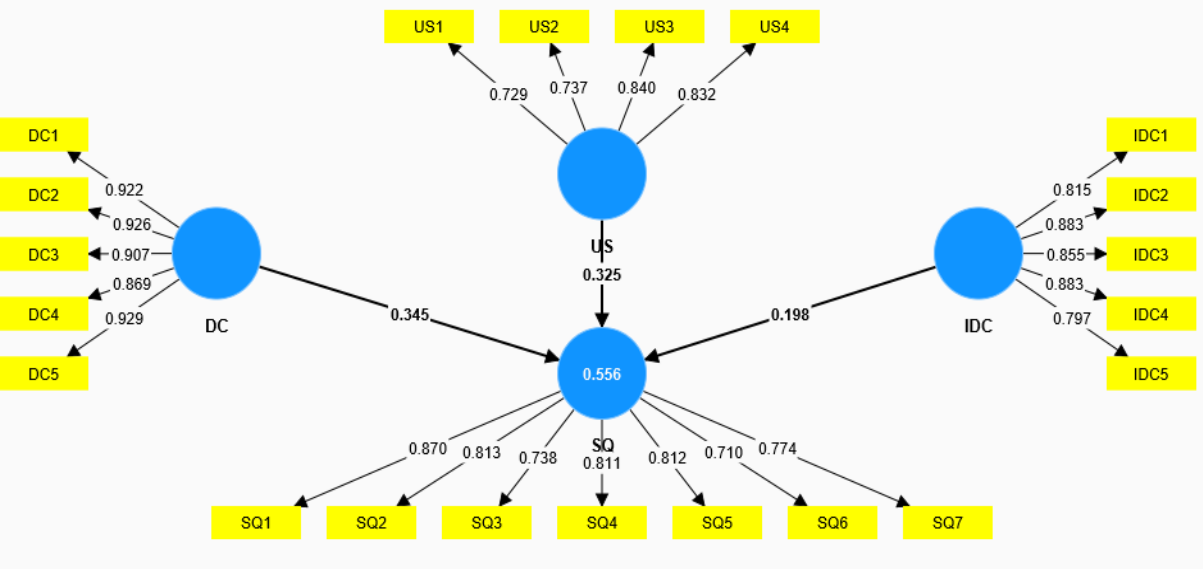 US1 US2 US3 US4
0.729 0.737 0.840 0.832
DC1
DC2
DC3
DC4
DC5
0.922
0.926
0.907
0.869
0.929
DC
US
0.325
0.345
0.198
IDC1
IDC2
IDC3
IDC4
IDC5
0.815
0.883
0.855
0.883
0.797
IDC
0.556
SQ
0.870 0.813 0.738 0.811 0.812 0.710 0.774
SQ1 SQ2 SQ3 SQ4 SQ5 SQ6 SQ7